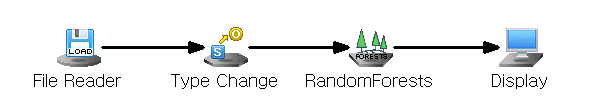 LOAD
S
O
FORESTS
File Reader
Type Change
RandomForests
Display